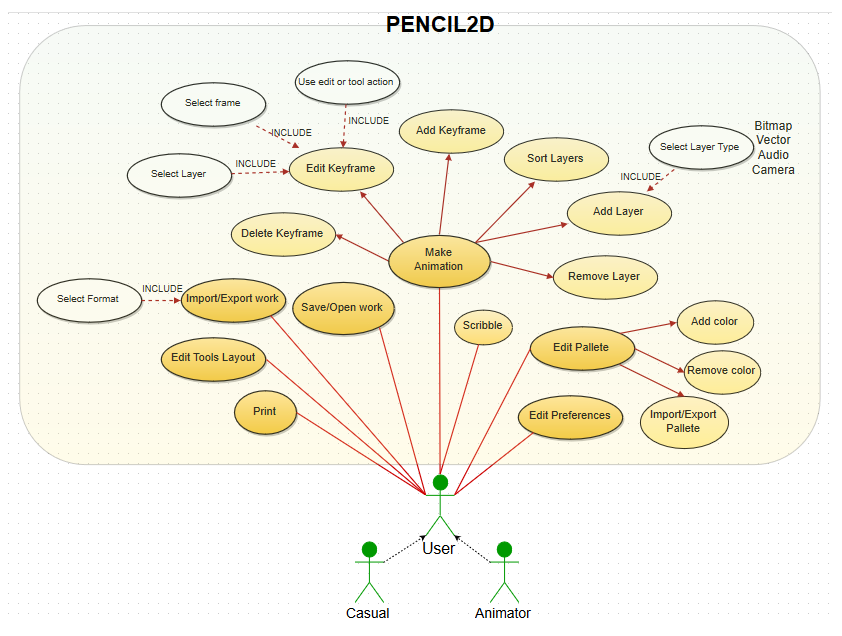 PENCIL2D
Use edit or tool action
Select frame
INCLUDE
INCLUDE
Add Keyframe
Bitmap
Vector
Audio
Camera
Select Layer Type
Sort Layers
Select Layer
INCLUDE
Edit Keyframe
INCLUDE
Add Layer
Delete Keyframe
Make
Animation
Remove Layer
Select Format
INCLUDE
Import/Export work
Save/Open work
Scribble
Add color
Edit Pallete
Edit Tools Layout
Remove color
Print
Edit Preferences
Import/Export
Pallete
User
Casual
Animator